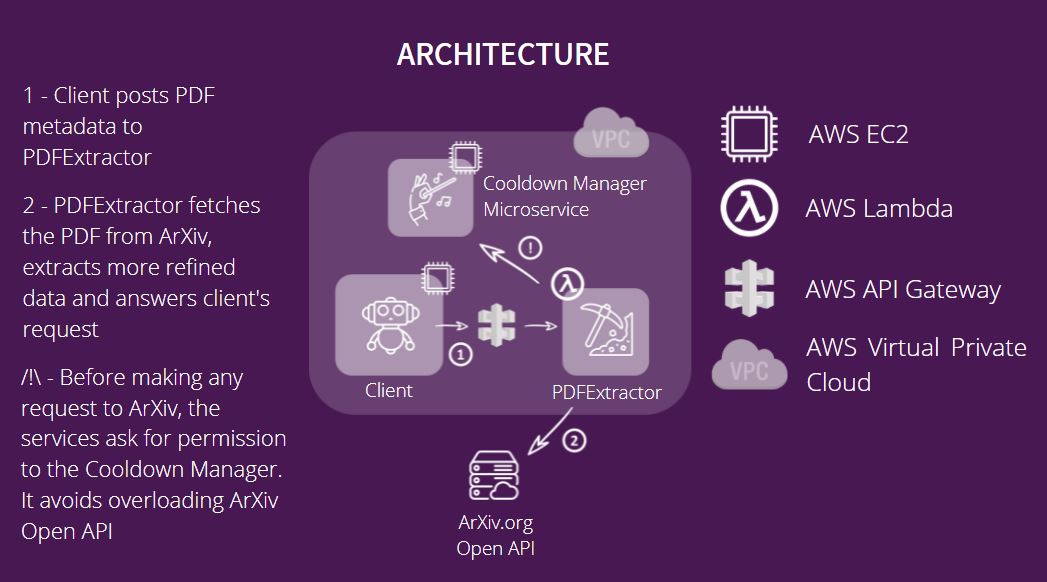 ARCHITECTURE
1 - Client posts PDF
metadata to
PDFExtractor
2 - PDFExtractor fetches
the PDF from ArXiv,
extracts more refined
data and answers client's
request
/!\ - Before making any
request to ArXiv, the
services ask for permission
to the Cooldown Manager.
It avoids overloading ArXiv
Open API
VPC
Cooldown Manager
Microservice
!
λ
1
Client
PDFExtractor
2
ArXiv.org
Open API
AWS EC2
λ
AWS Lambda
AWS API Gateway
VPC
AWS Virtual Private
Cloud